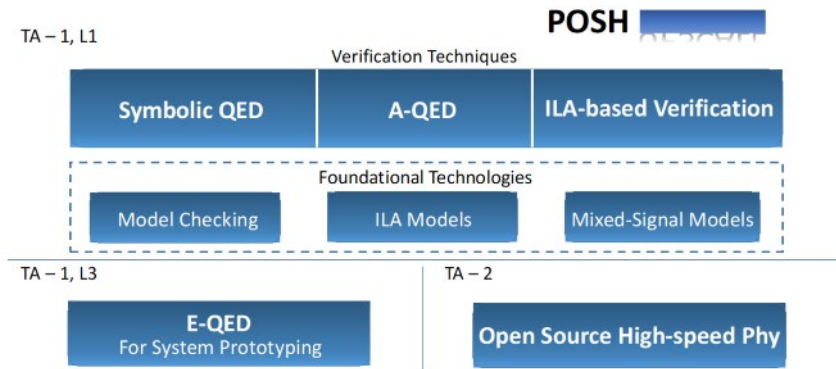 POSH
TA – 1, L1
Verification Techniques
Symbolic QED
A-QED
ILA-based Verification
Foundational Technologies
Model Checking
ILA Models
Mixed-Signal Models
TA – 1, L3
TA – 2
E-QED
For System Prototyping
Open Source High-speed Phy